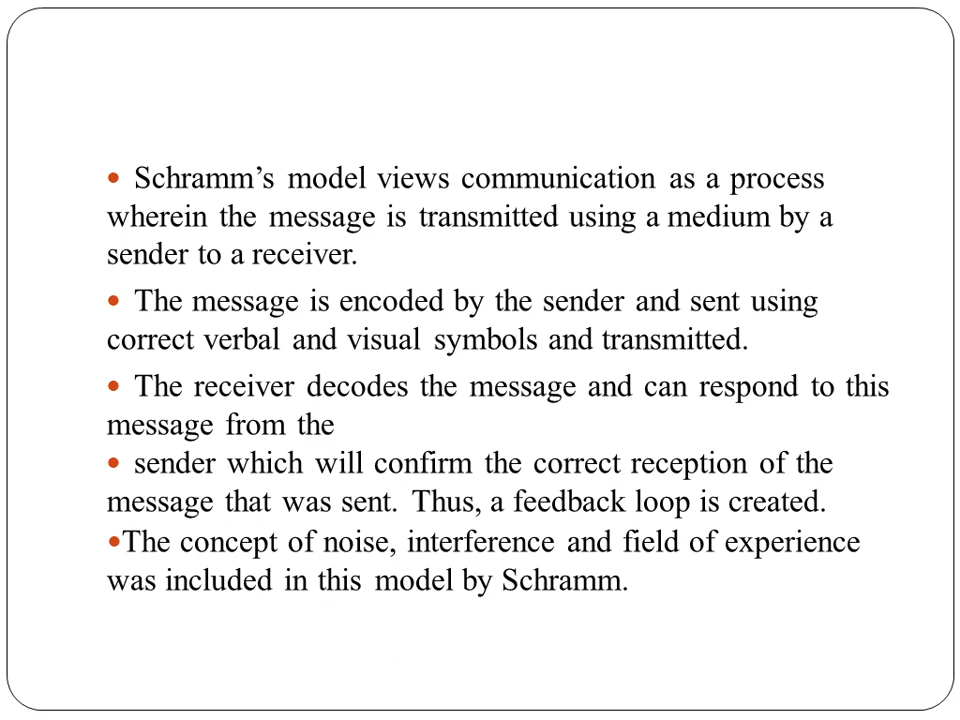 • Schramm’s model views communication as a process
wherein the message is transmitted using a medium by a
sender to a receiver.
• The message is encoded by the sender and sent using
correct verbal and visual symbols and transmitted.
• The receiver decodes the message and can respond to this
message from the
• sender which will confirm the correct reception of the
message that was sent. Thus, a feedback loop is created.
•The concept of noise, interference and field of experience
was included in this model by Schramm.